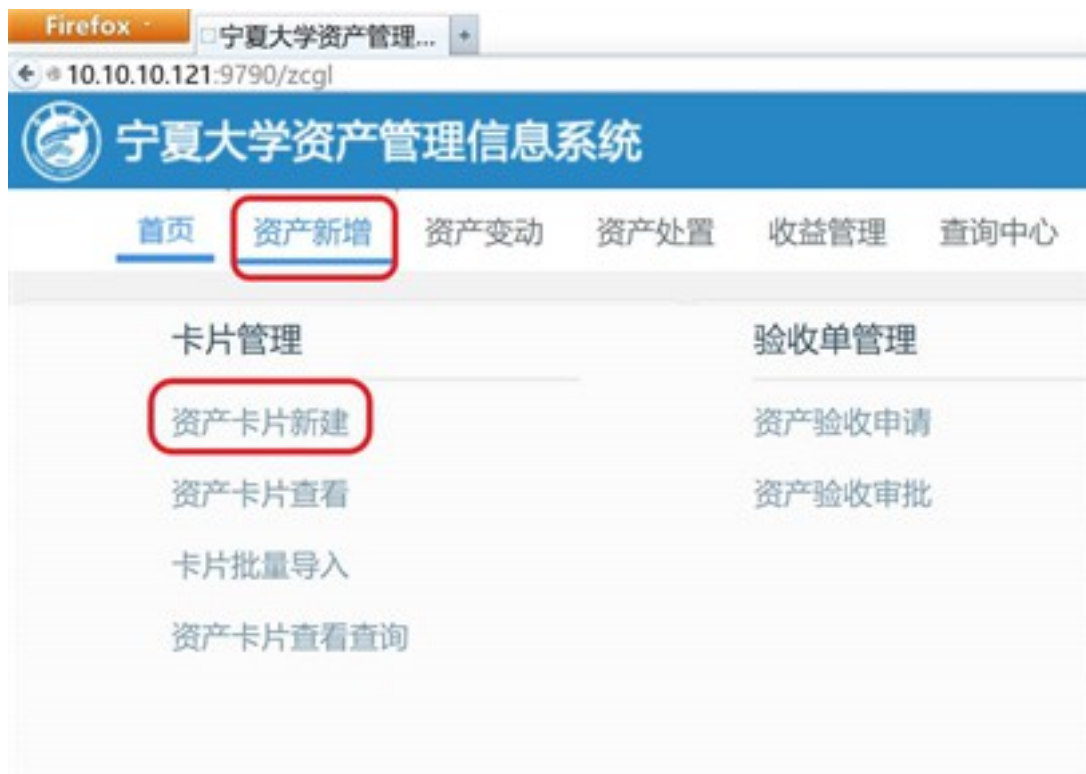 Firefox
宁夏大学资产管理... +
10.10.10.121:9790/zcgl
宁夏大学资产管理信息系统
首页 资产新增 资产变动 资产处置 收益管理 查询中心
卡片管理 验收单管理
资产卡片新建 资产验收申请
资产卡片查看 资产验收审批
卡片批量导入
资产卡片查看查询